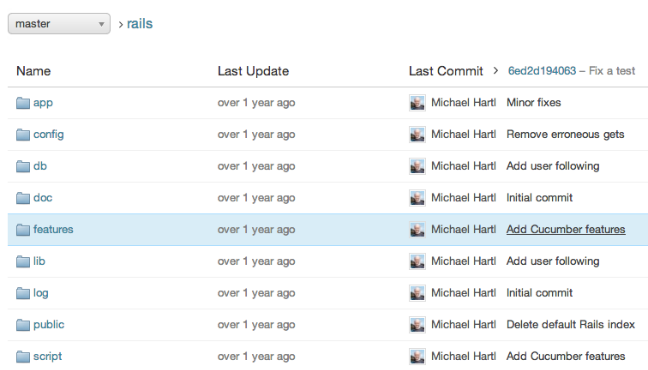 master > rails
Name Last Update Last Commit > 6ed2d194063 – Fix a test
app over 1 year ago Michael Hartl Minor fixes
config over 1 year ago Michael Hartl Remove erroneous gets
db over 1 year ago Michael Hartl Add user following
doc over 1 year ago Michael Hartl Initial commit
features over 1 year ago Michael Hartl Add Cucumber features
lib over 1 year ago Michael Hartl Add user following
log over 1 year ago Michael Hartl Initial commit
public over 1 year ago Michael Hartl Delete default Rails index
script over 1 year ago Michael Hartl Add Cucumber features